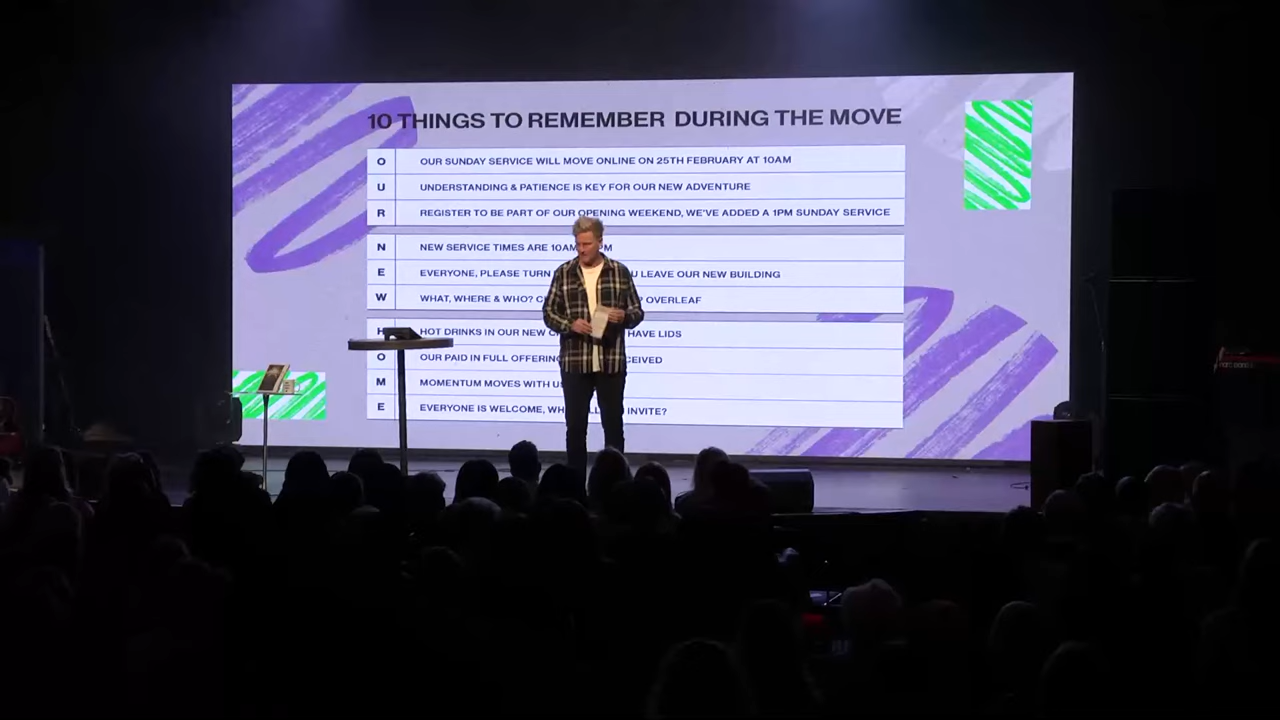 10 THINGS TO REMEMBER DURING THE MOVE
O OUR SUNDAY SERVICE WILL MOVE ONLINE ON 25TH FEBRUARY AT 10AM
U UNDERSTANDING & PATIENCE IS KEY FOR OUR NEW ADVENTURE
R REGISTER TO BE PART OF OUR OPENING WEEKEND, WE'VE ADDED A 1PM SUNDAY SERVICE
N NEW SERVICE TIMES ARE 10AM
E EVERYONE, PLEASE TURN LEAVE OUR NEW BUILDING
W WHAT, WHERE & WHO? OVERLEAF
H HOT DRINKS IN OUR NEW HAVE LIDS
O OUR PAID IN FULL OFFERING
M MOMENTUM MOVES WITH
E EVERYONE IS WELCOME, INVITE?